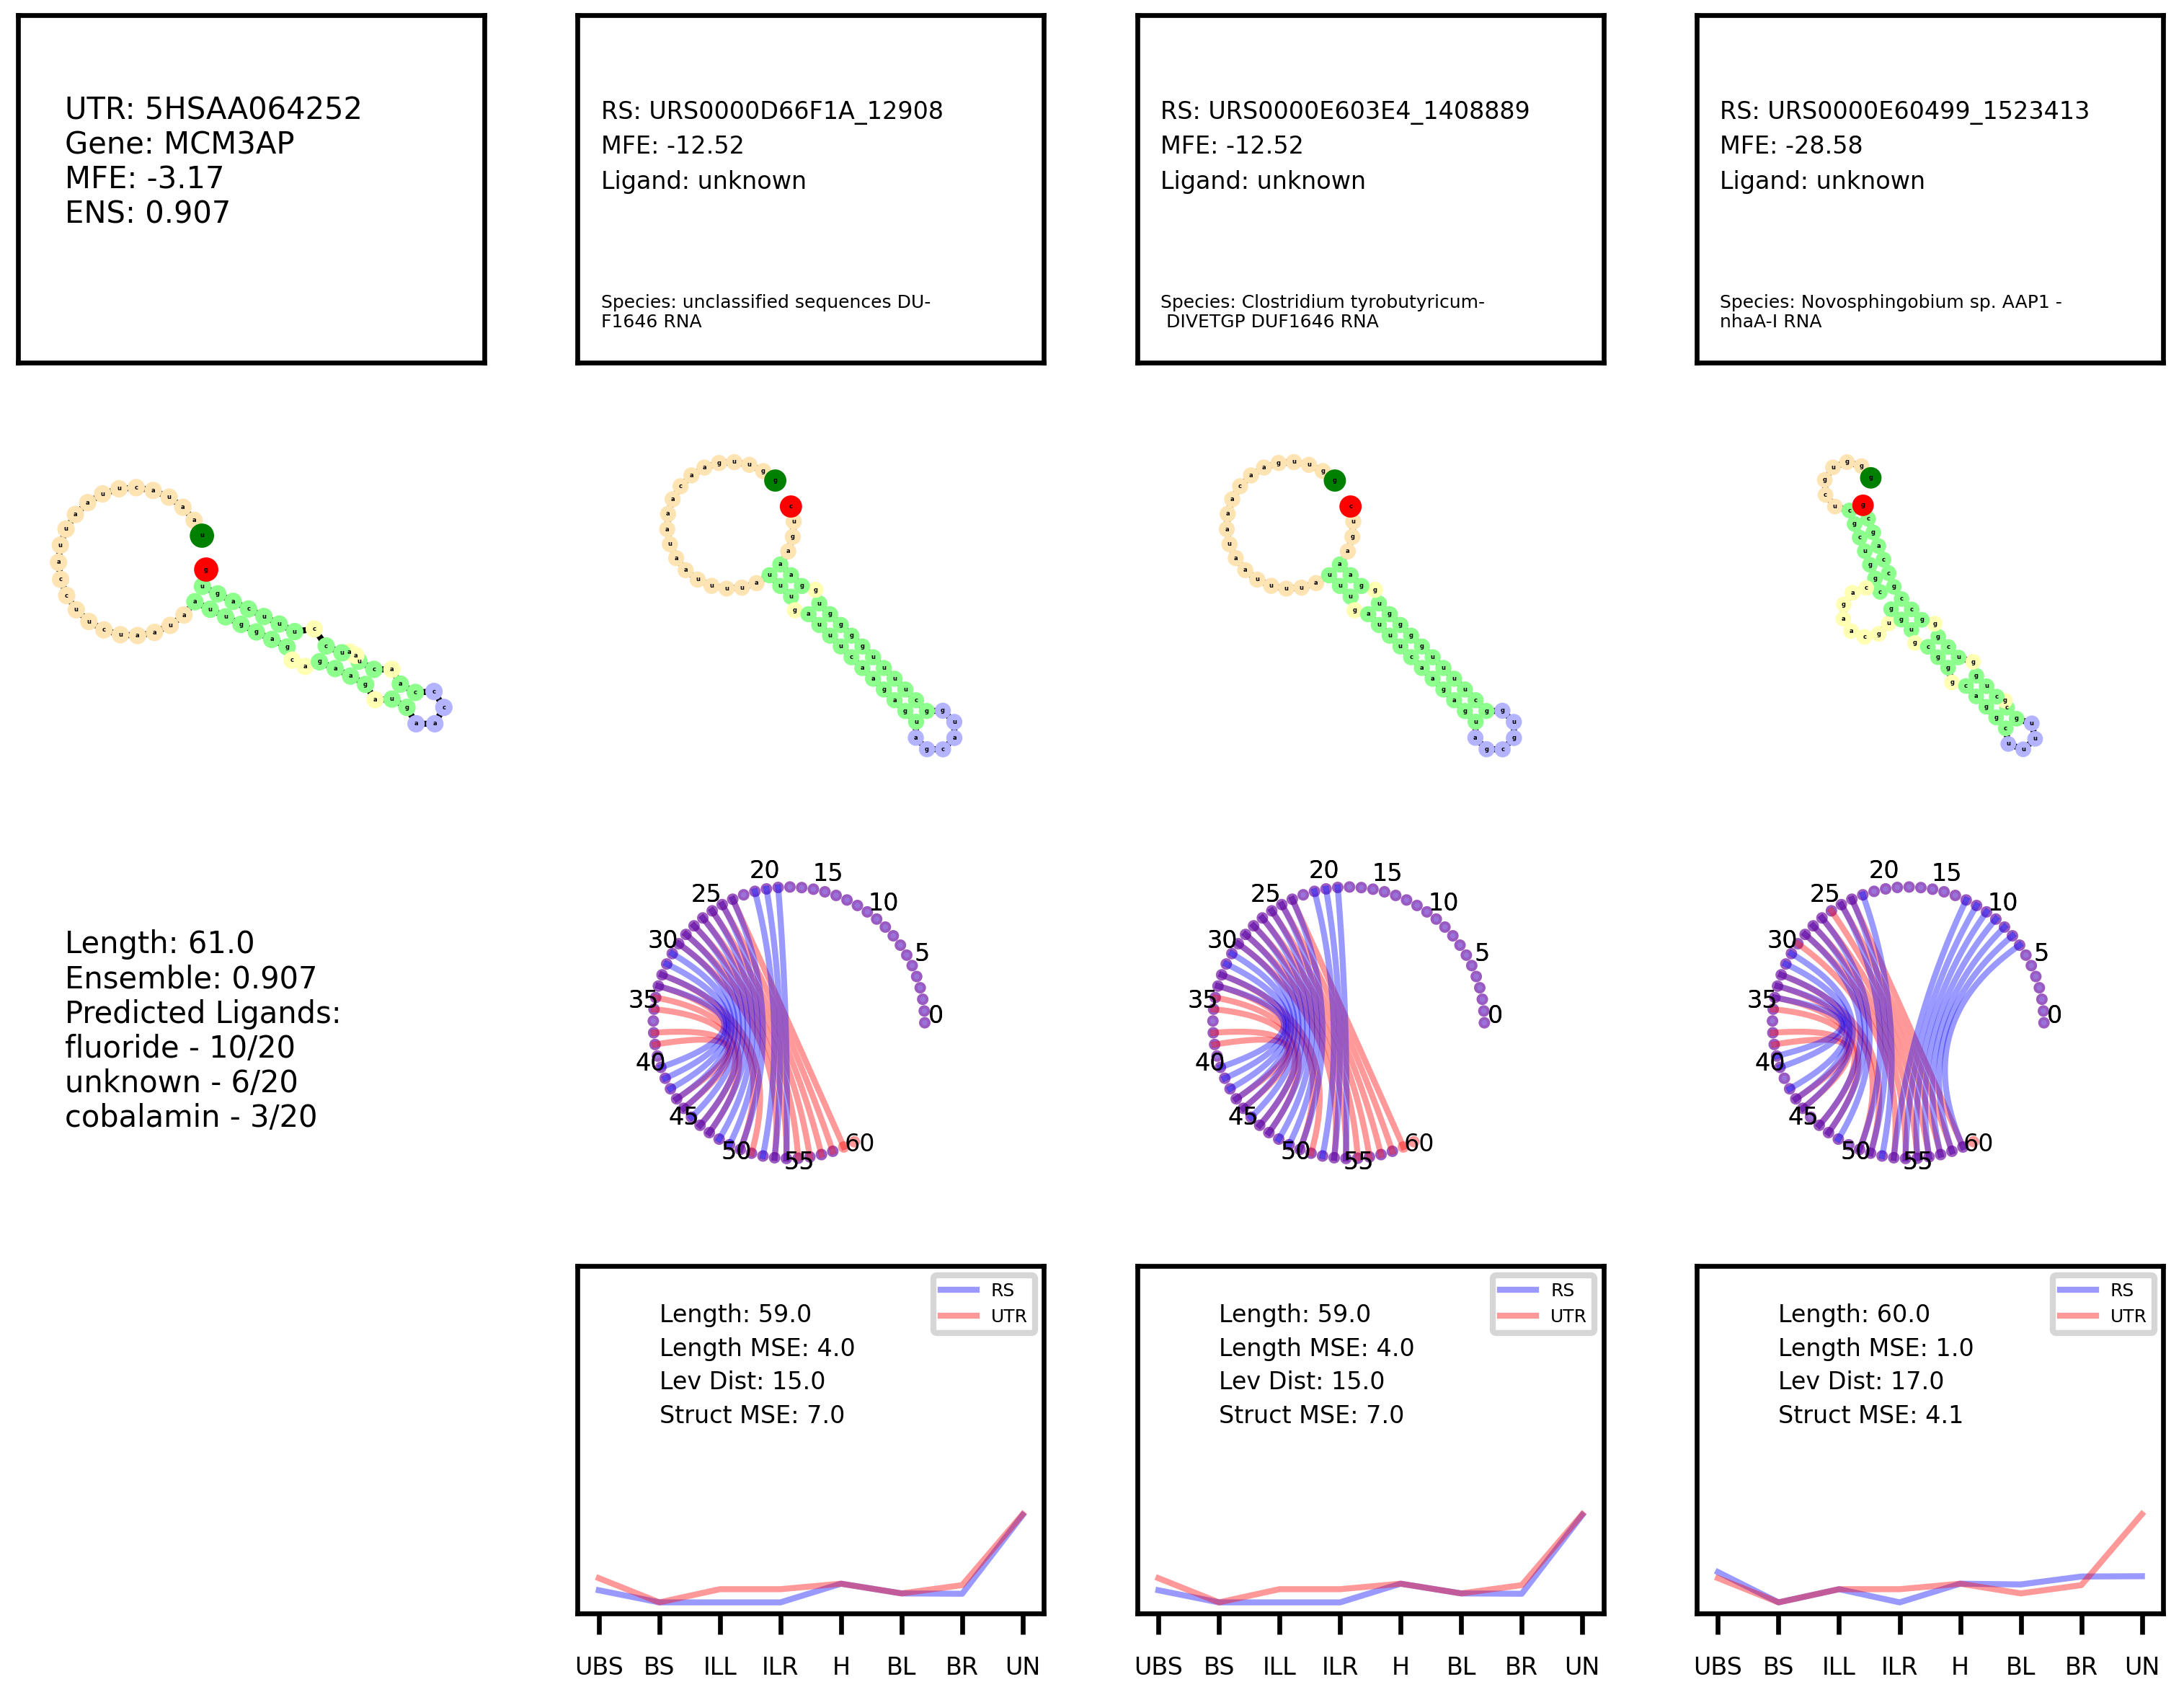 UTR: 5HSAA064252
Gene: MCM3AP
MFE: -3.17
ENS: 0.907
RS: URS0000D66F1A_12908
MFE: -12.52
Ligand: unknown
Species: unclassified sequences DU-
F1646 RNA
RS: URS0000E603E4_1408889
MFE: -12.52
Ligand: unknown
Species: Clostridium tyrobutyricum-
DIVETGP DUF1646 RNA
RS: URS0000E60499_1523413
MFE: -28.58
Ligand: unknown
Species: Novosphingobium sp. AAP1 -
nhaA-I RNA
Length: 61.0
Ensemble: 0.907
Predicted Ligands:
fluoride - 10/20
unknown - 6/20
cobalamin - 3/20
0
5
10
15
20
25
30
35
40
45
50
55
60
0
5
10
15
20
25
30
35
40
45
50
55
60
0
5
10
15
20
25
30
35
40
45
50
55
60
RS
UTR
Length: 59.0
Length MSE: 4.0
Lev Dist: 15.0
Struct MSE: 7.0
UBS BS ILL ILR H BL BR UN
RS
UTR
Length: 59.0
Length MSE: 4.0
Lev Dist: 15.0
Struct MSE: 7.0
UBS BS ILL ILR H BL BR UN
RS
UTR
Length: 60.0
Length MSE: 1.0
Lev Dist: 17.0
Struct MSE: 4.1
UBS BS ILL ILR H BL BR UN